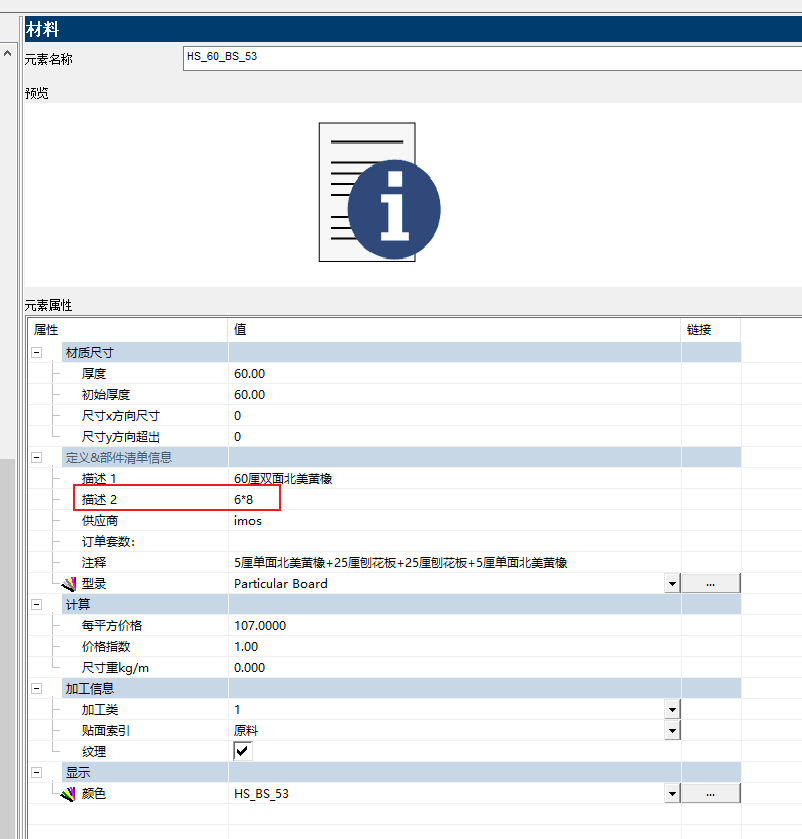 材料
元素名称 HS_60_BS_53
预览
元素属性
属性 值 链接
材质尺寸
厚度 60.00
初始厚度 60.00
尺寸x方向尺寸 0
尺寸y方向超出 0
定义&部件清单信息
描述 1 60厘双面北美黄橡
描述 2 6*8
供应商 imos
订单套数:
注释 5厘单面北美黄橡+25厘刨花板+25厘刨花板+5厘单面北美黄橡
型录 Particular Board ...
计算
每平方价格 107.0000
价格指数 1.00
尺寸重kg/m 0.000
加工信息
加工类 1
贴面索引 原料
纹理
显示
颜色 HS_BS_53 ...